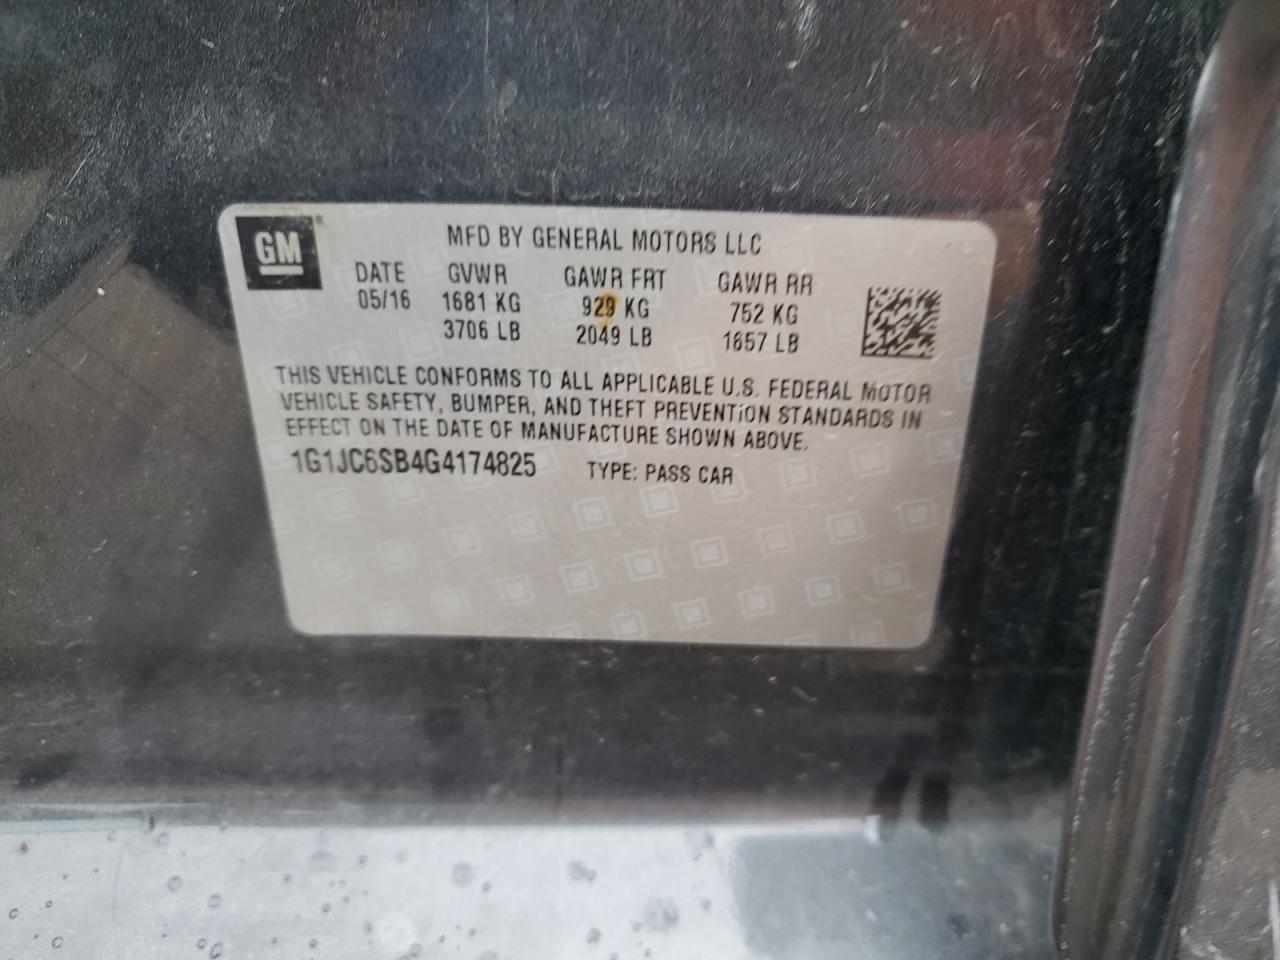 GM
MFD BY GENERAL MOTORS LLC
DATE GVWR GAWR FRT GAWR RR
05/16 1681 KG 929 KG 752 KG
3706 LB 2049 LB 1657 LB
THIS VEHICLE CONFORMS TO ALL APPLICABLE U.S. FEDERAL MOTOR
VEHICLE SAFETY, BUMPER, AND THEFT PREVENTION STANDARDS IN
EFFECT ON THE DATE OF MANUFACTURE SHOWN ABOVE.
1G1JC6SB4G4174825 TYPE: PASS CAR